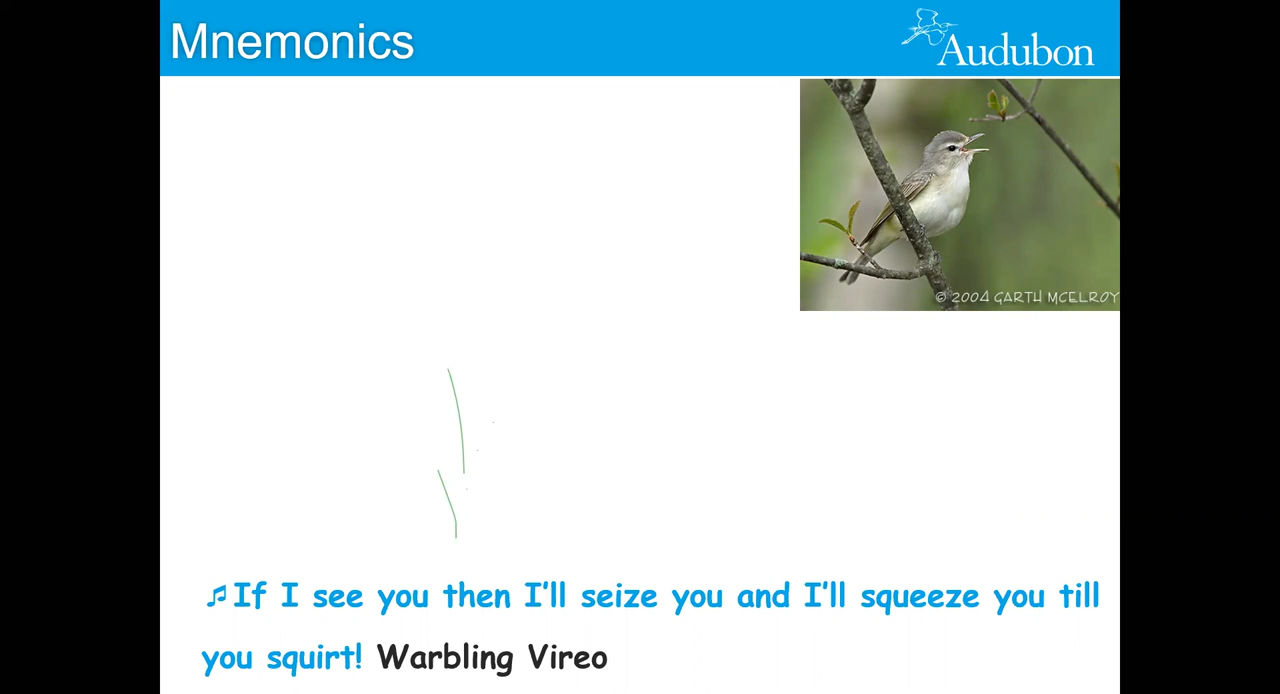 Mnemonics
Audubon
© 2004 GARTH MCELROY
♫If I see you then I’ll seize you and I’ll squeeze you till
you squirt! Warbling Vireo